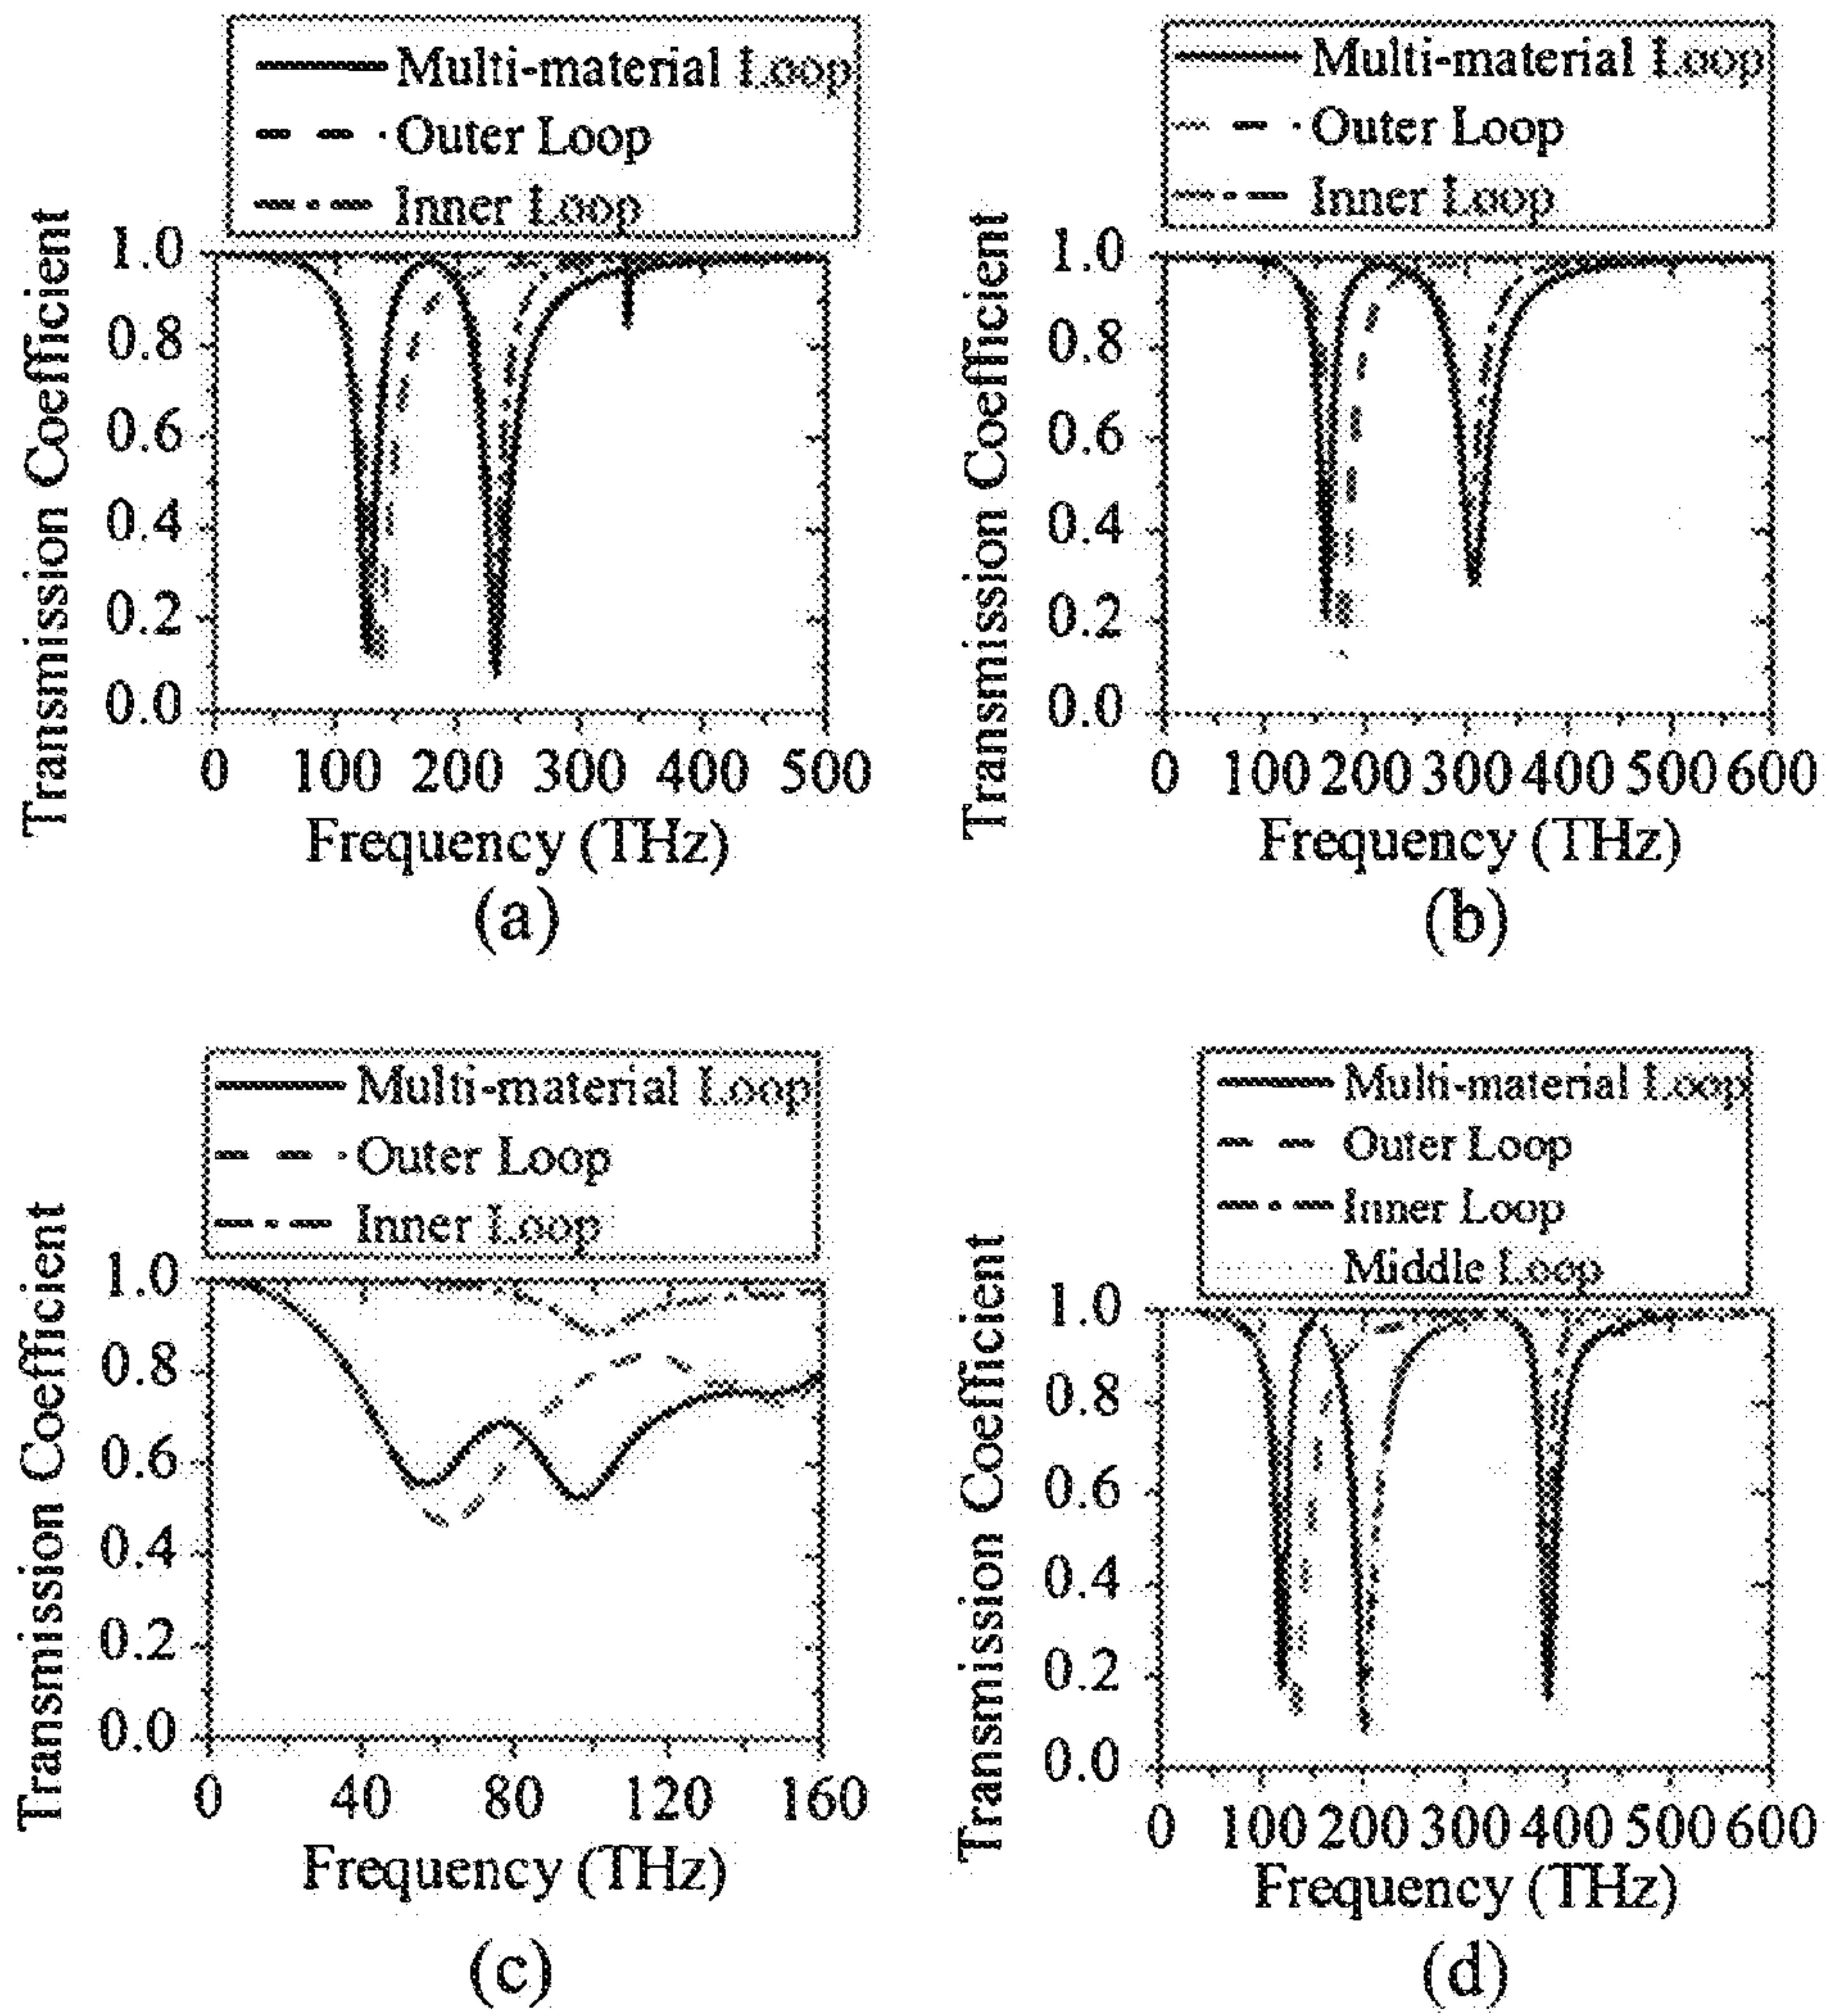 Multi-material Loop
Outer Loop
Inner Loop
Transmission Coefficient
1.0
0.8
0.6
0.4
0.2
0.0
0 100 200 300 400 500
Frequency (THz)
(a)
Multi-material Loop
Outer Loop
Inner Loop
Transmission Coefficient
1.0
0.8
0.6
0.4
0.2
0.0
0 100 200 300 400 500 600
Frequency (THz)
(b)
Multi-material Loop
Outer Loop
Inner Loop
Transmission Coefficient
1.0
0.8
0.6
0.4
0.2
0.0
0 40 80 120 160
Frequency (THz)
(c)
Multi-material Loop
Outer Loop
Inner Loop
Middle Loop
Transmission Coefficient
1.0
0.8
0.6
0.4
0.2
0.0
0 100 200 300 400 500 600
Frequency (THz)
(d)